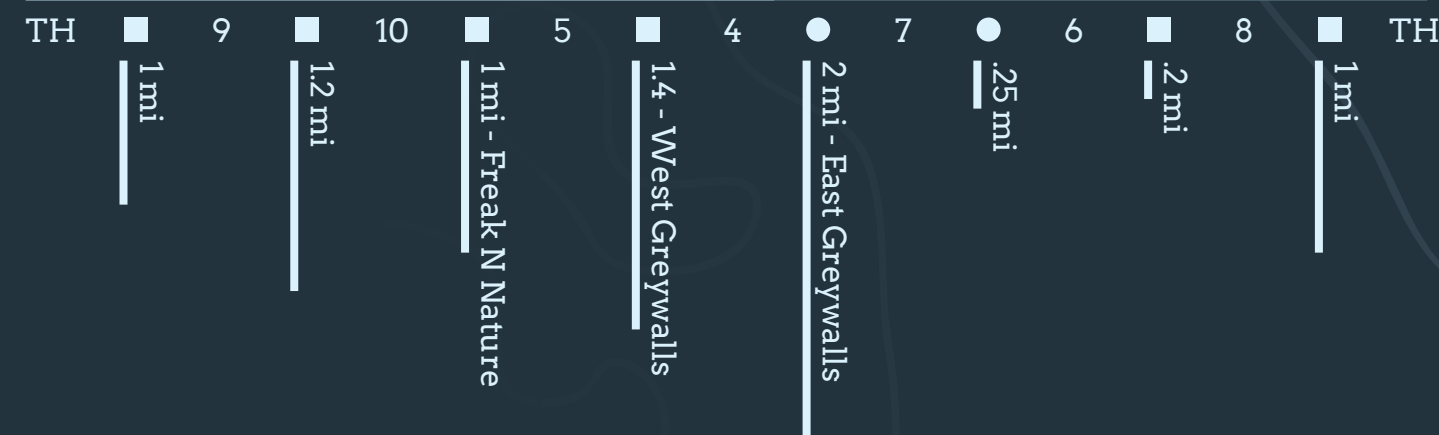 TH 9 10 5 4 7 6 8 TH
1 mi
1.2 mi
1 mi - Freak N Nature
1.4 - West Greywalls
2 mi - East Greywalls
.25 mi
.2 mi
1 mi